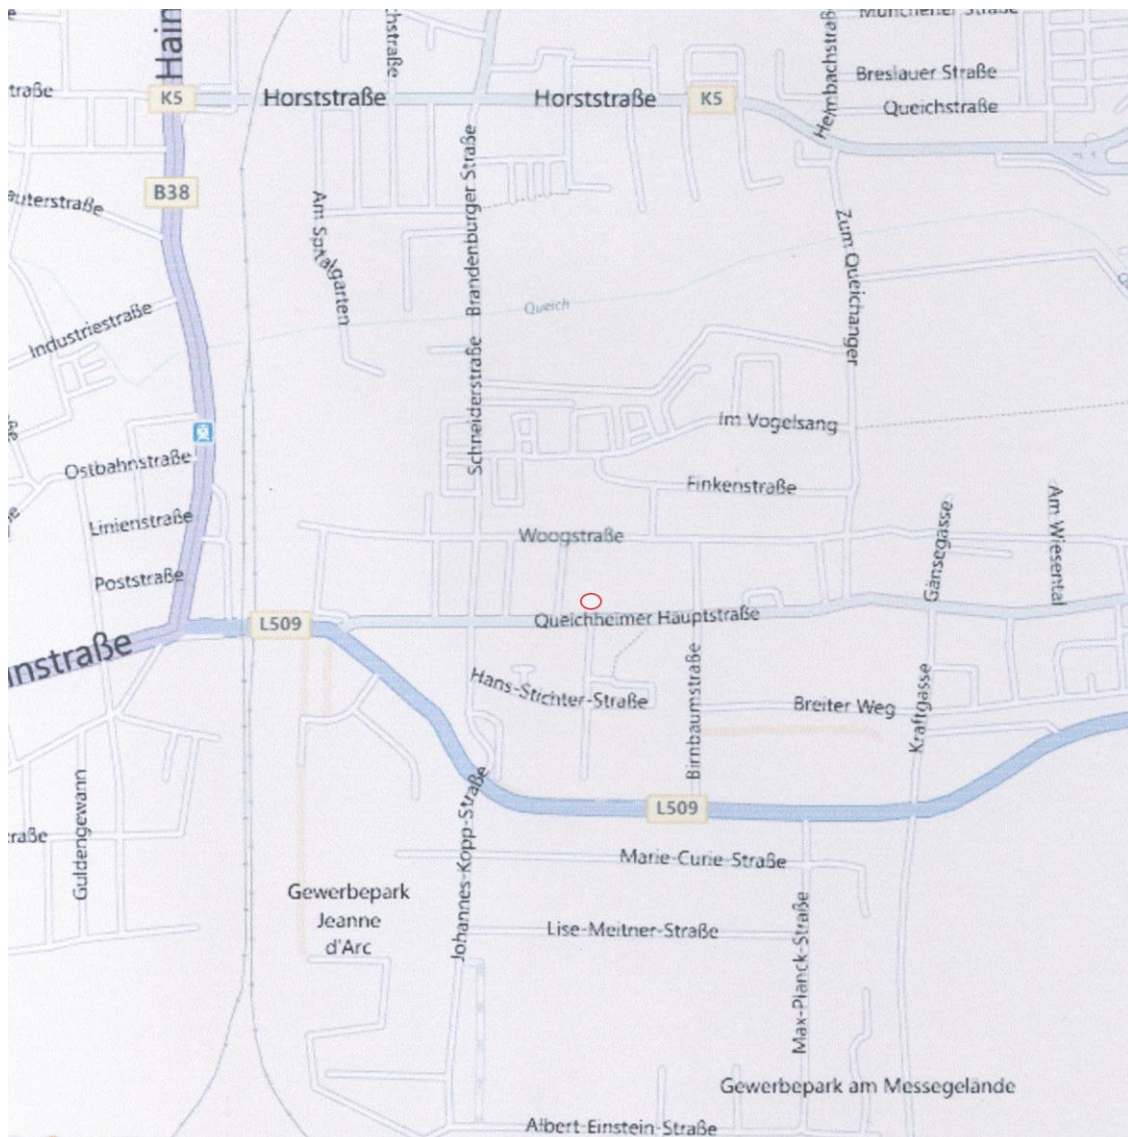 Hain
K5
Horststraße
Horststraße
K5
Breslauer Straße
Queichstraße
B38
Am Spitalgarten
Brandenburger Straße
Zum Queichanger
Queich
Industriestraße
Schneiderstraße
Im Vogelsang
Ostbahnstraße
Finkenstraße
Linienstraße
Woogstraße
Gänsegasse
Am Wiesental
Poststraße
Queichheimer Hauptstraße
L509
nstraße
Hans-Stichter-Straße
Birnbaumstraße
Breiter Weg
Kraftgasse
L509
Guldengewann
Johannes-Kopp-Straße
Marie-Curie-Straße
Gewerbepark
Jeanne
d'Arc
Lise-Meitner-Straße
Max-Planck-Straße
Gewerbepark am Messegelände
Albert-Einstein-Straße